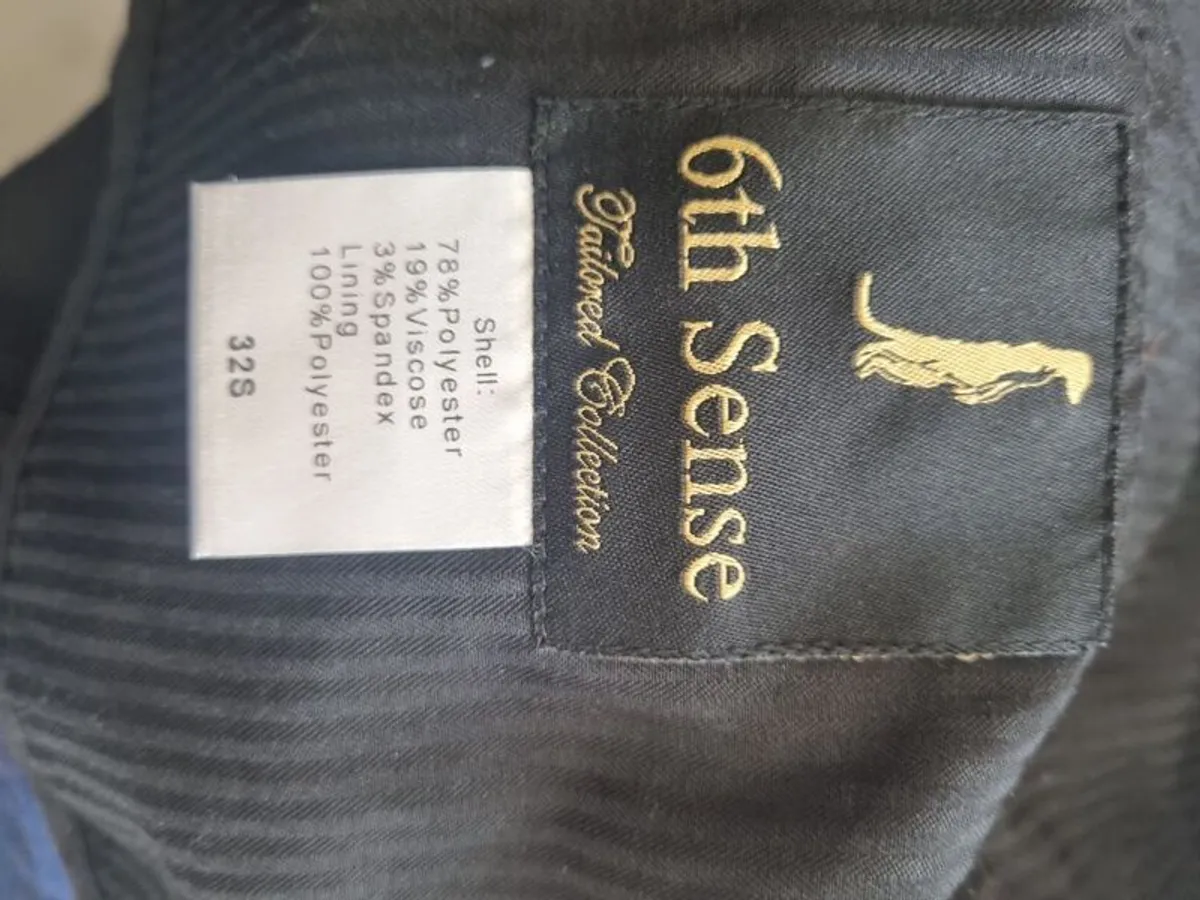 6th Sense
Tailored Collection
Shell:
78%Polyester
19%Viscose
3%Spandex
Lining
100%Polyester
32S